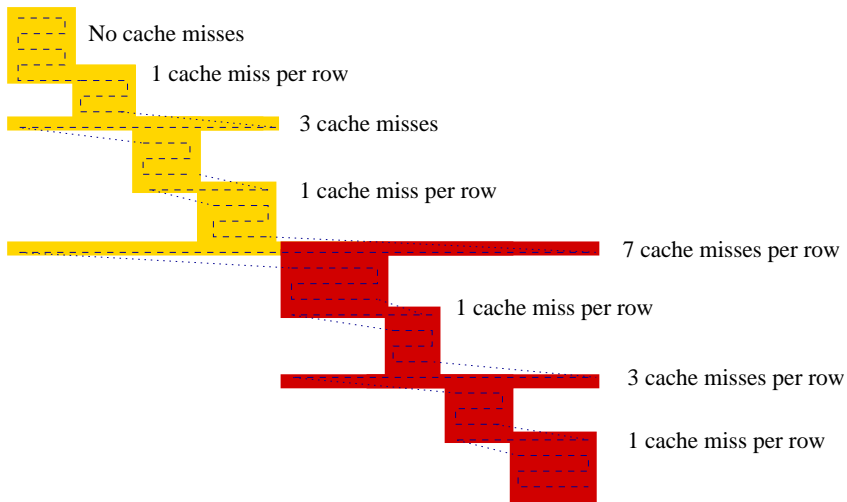 No cache misses
1 cache miss per row
3 cache misses
1 cache miss per row
7 cache misses per row
1 cache miss per row
3 cache misses per row
1 cache miss per row